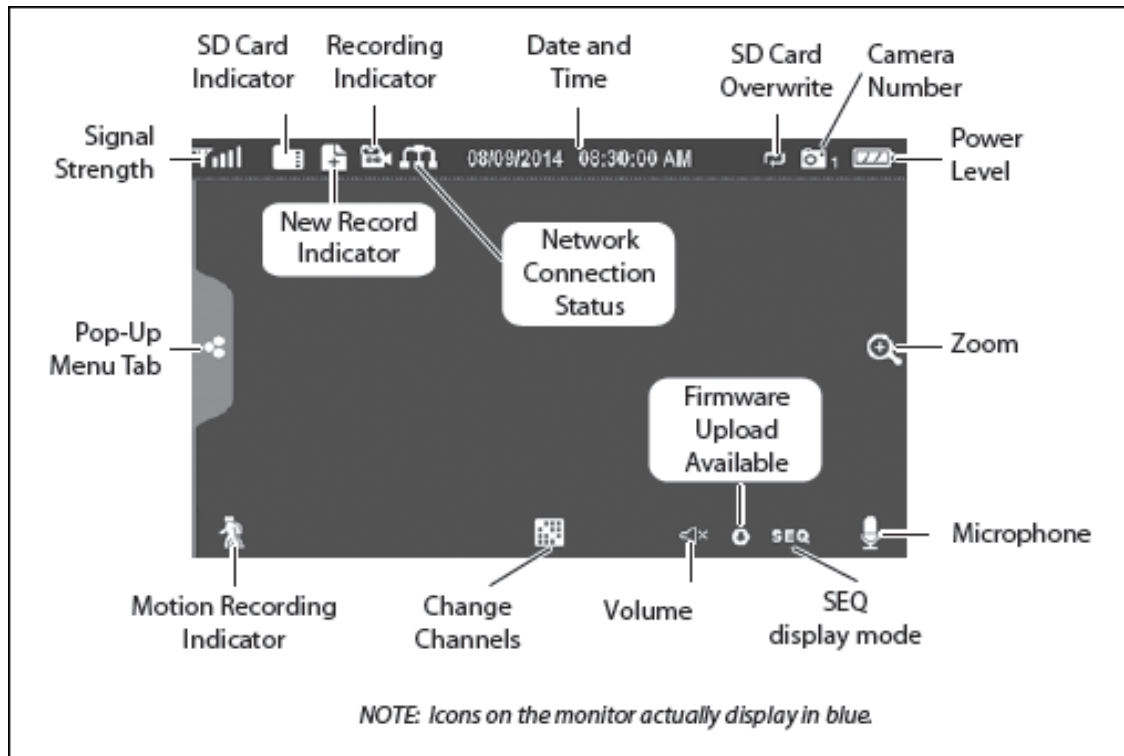 SD Card
Indicator
Recording
Indicator
Date and
Time
SD Card
Overwrite
Camera
Number
Signal
Strength
08/09/2014 08:30:00 AM
1
Power
Level
New Record
Indicator
Network
Connection
Status
Pop-Up
Menu Tab
Zoom
Firmware
Upload
Available
SEQ
Microphone
Motion Recording
Indicator
Change
Channels
Volume
SEQ
display mode
NOTE: Icons on the monitor actually display in blue.